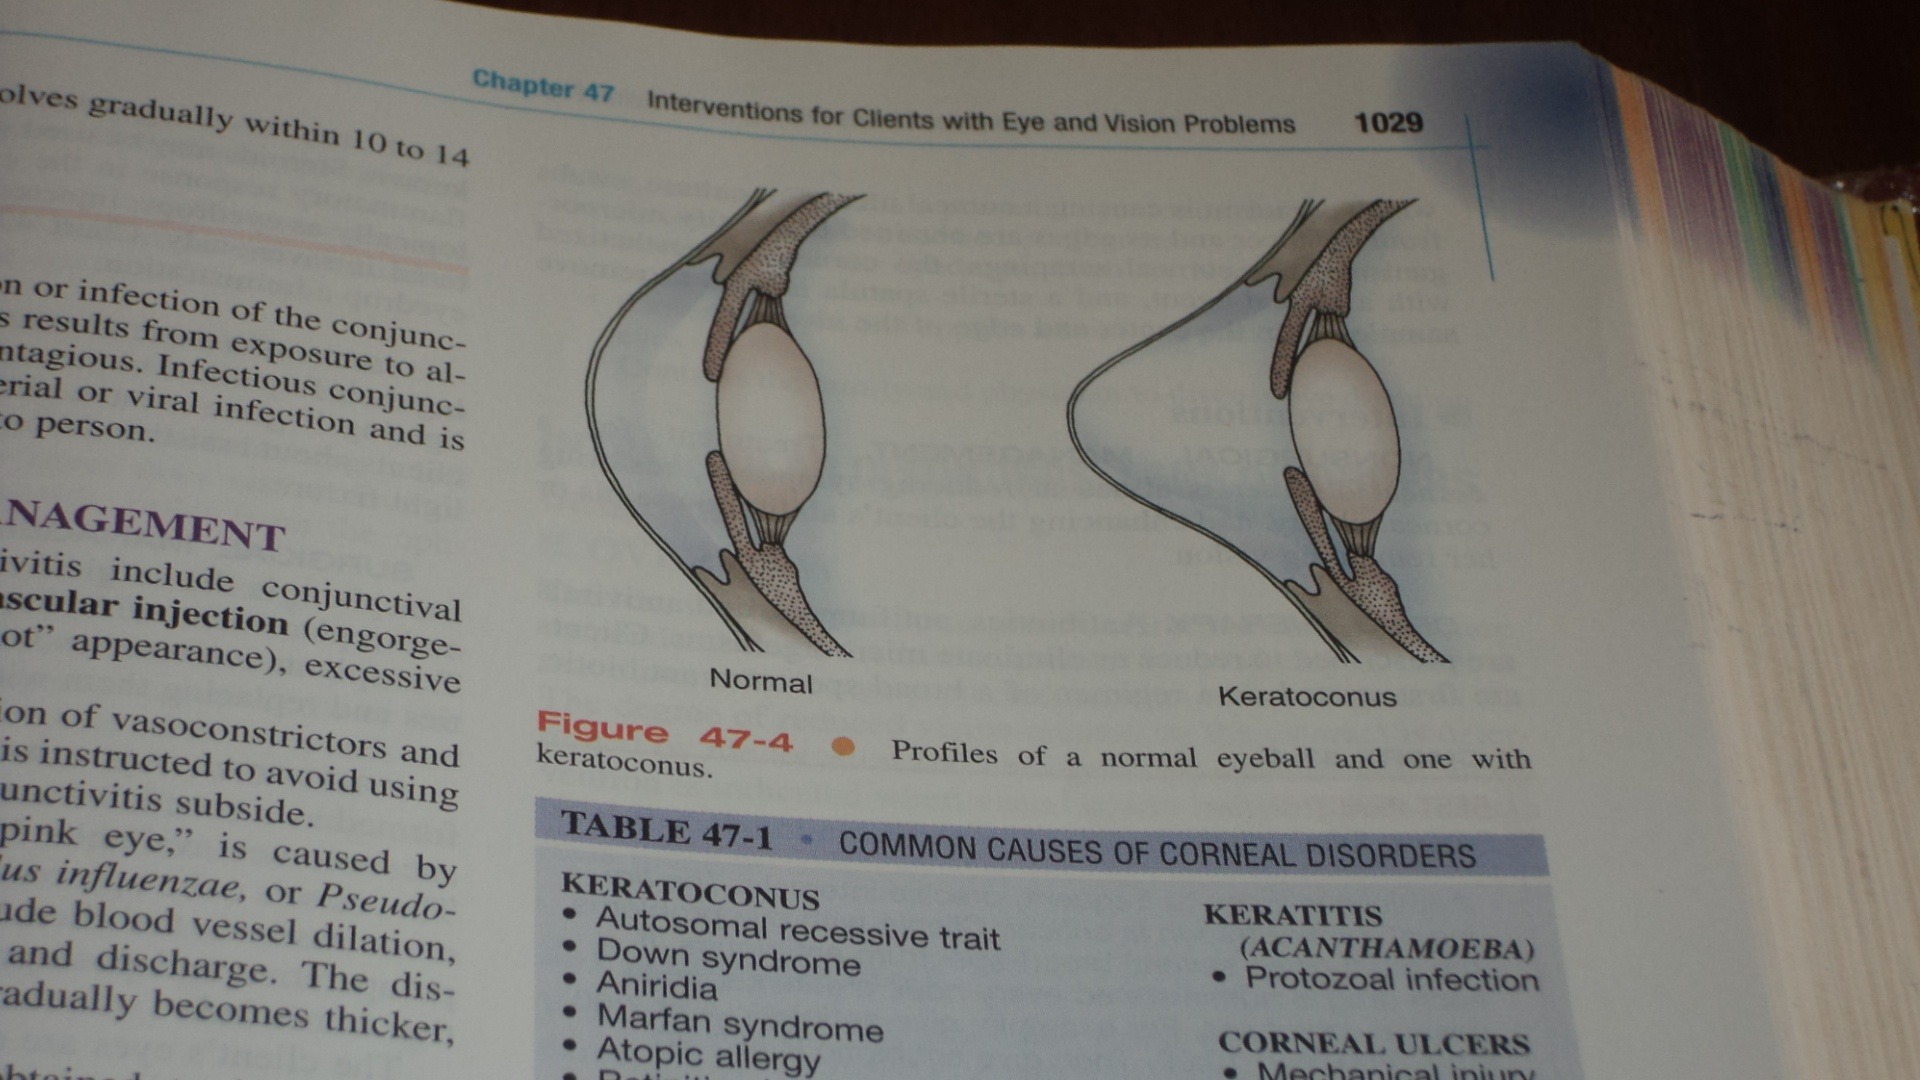 Chapter 47 Interventions for Clients with Eye and Vision Problems 1029
olves gradually within 10 to 14
n or infection of the conjunc-
s results from exposure to al-
ntagious. Infectious conjunc-
erial or viral infection and is
to person.
NAGEMENT
ivitis include conjunctival
ascular injection (engorge-
ot” appearance), excessive
ion of vasoconstrictors and
is instructed to avoid using
unctivitis subside.
pink eye,” is caused by
lus influenzae, or Pseudo-
ude blood vessel dilation,
and discharge. The dis-
radually becomes thicker,
Normal
Keratoconus
Figure 47-4 • Profiles of a normal eyeball and one with
keratoconus.
TABLE 47-1 • COMMON CAUSES OF CORNEAL DISORDERS
KERATOCONUS
• Autosomal recessive trait
• Down syndrome
• Aniridia
• Marfan syndrome
• Atopic allergy
KERATITIS
(ACANTHAMOEBA)
• Protozoal infection
CORNEAL ULCERS
• Mechanical injury